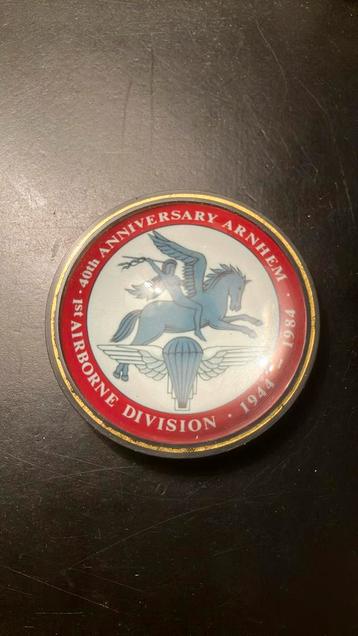 · 40th ANNIVERSARY ARNHEM ·
1st AIRBORNE DIVISION · 1944 - 1984